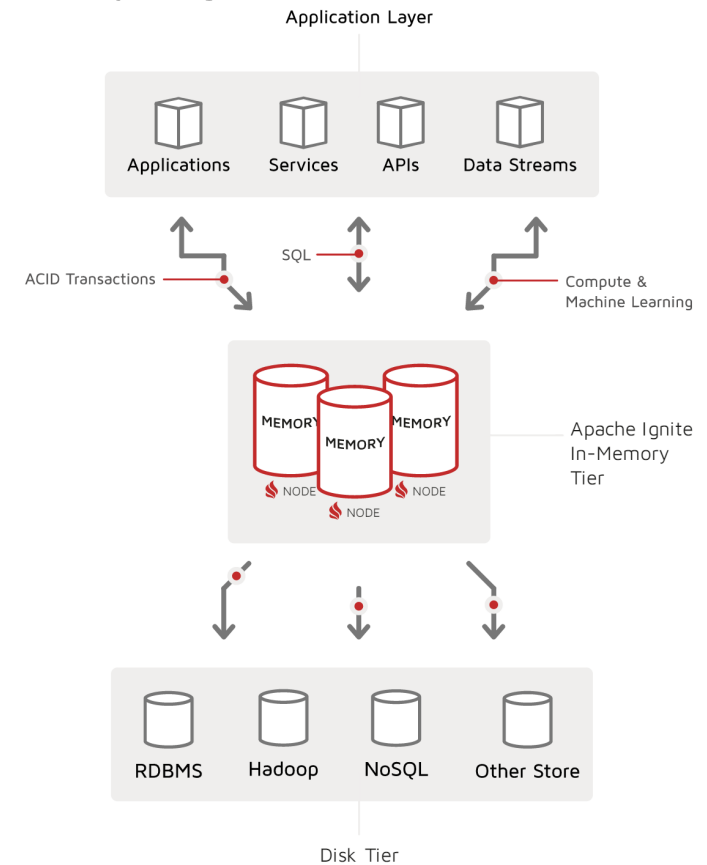 Application Layer
Applications
Services
APIs
Data Streams
SQL
ACID Transactions
Compute &
Machine Learning
MEMORY
MEMORY
MEMORY
NODE
NODE
NODE
Apache Ignite
In-Memory
Tier
RDBMS
Hadoop
NoSQL
Other Store
Disk Tier